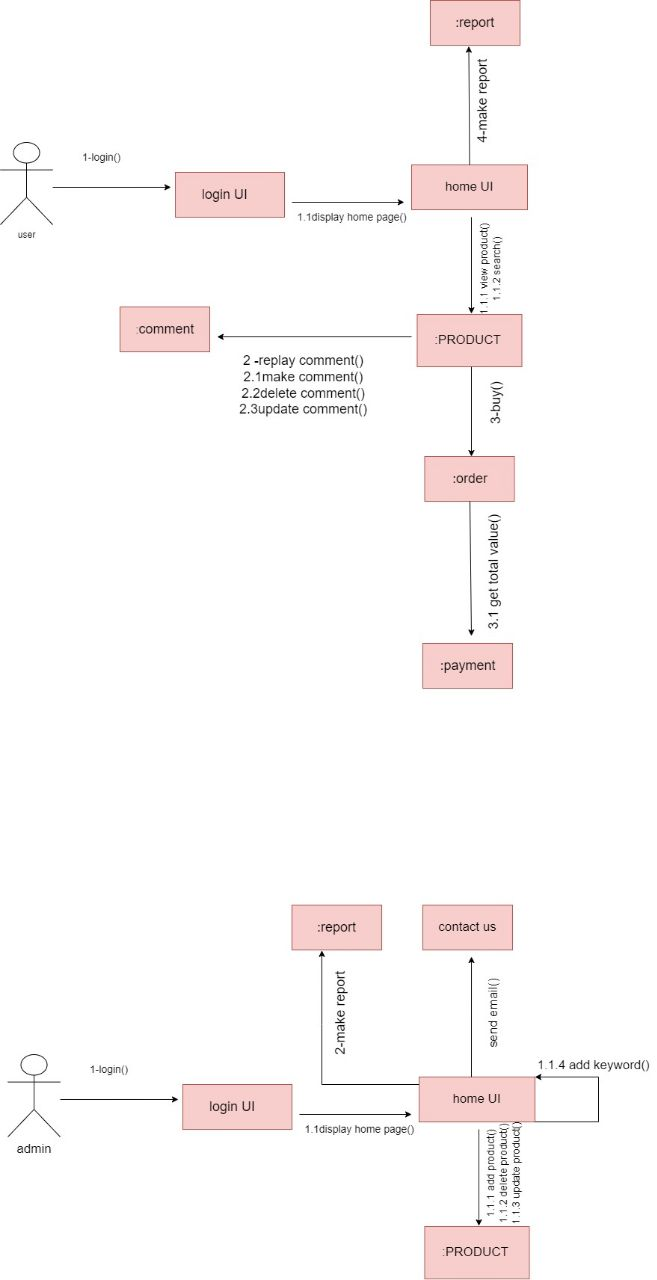 :report
4-make report
1-login()
user
login UI
1.1display home page()
home UI
1.1.1 view product()
1.1.2 search()
:comment
2 -replay comment()
2.1make comment()
2.2delete comment()
2.3update comment()
:PRODUCT
3-buy()
:order
3.1 get total value()
:payment
:report
contact us
2-make report
send email()
1-login()
admin
login UI
1.1display home page()
home UI
1.1.4 add keyword()
1.1.1 add product()
1.1.2 delete product()
1.1.3 update product()
:PRODUCT